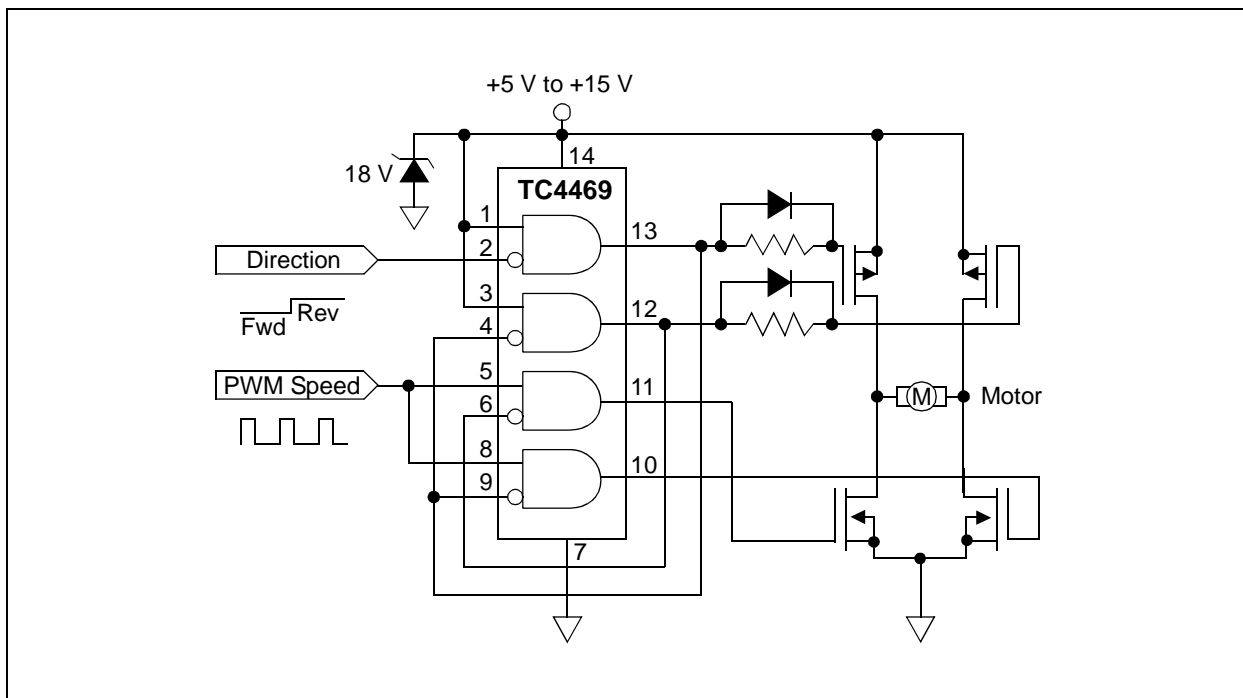 +5 V to +15 V
18 V
14
TC4469
1
13
Direction
2
3
12
Fwd Rev
4
PWM Speed
5
11
6
M
Motor
8
10
9
7